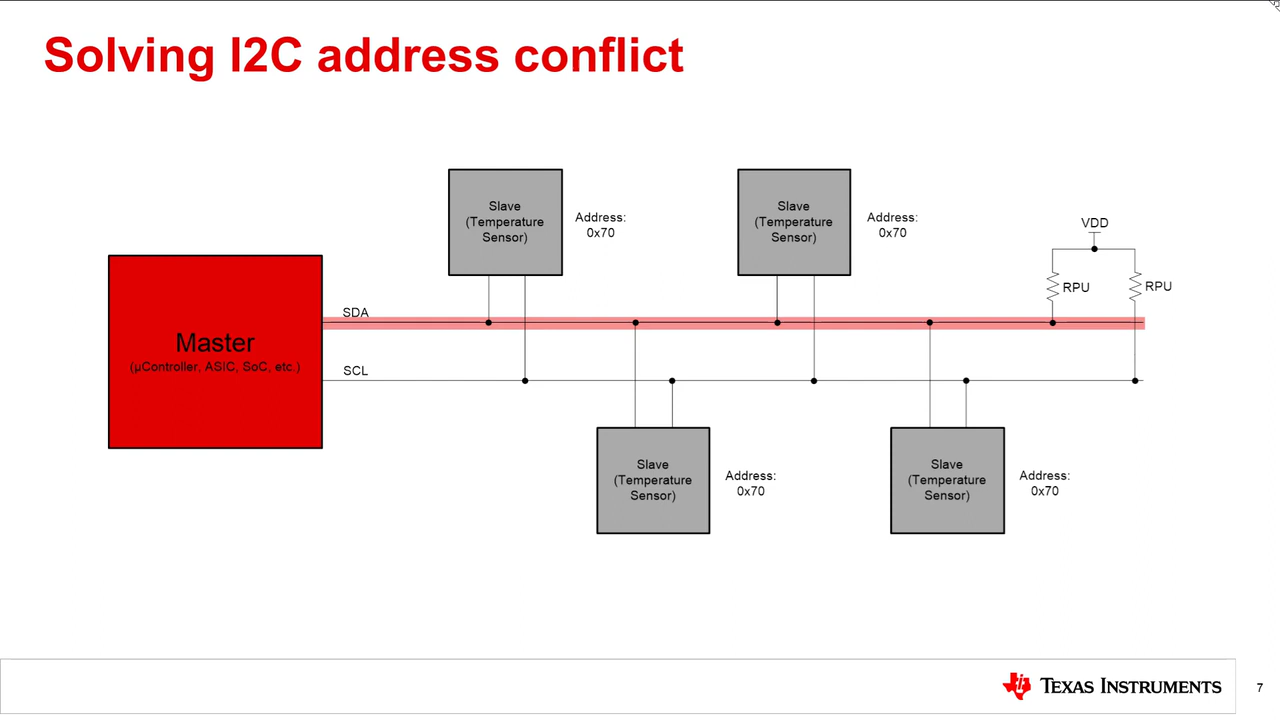 Solving I2C address conflict
Slave
(Temperature
Sensor)
Address:
0x70
Slave
(Temperature
Sensor)
Address:
0x70
VDD
RPU
RPU
SDA
Master
(µController, ASIC, SoC, etc.)
SCL
Slave
(Temperature
Sensor)
Address:
0x70
Slave
(Temperature
Sensor)
Address:
0x70
TEXAS INSTRUMENTS
7